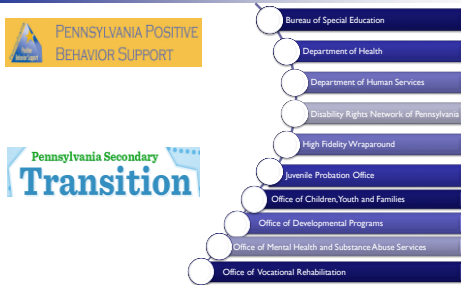 PENNSYLVANIA POSITIVE
BEHAVIOR SUPPORT
Pennsylvania Secondary
Transition
Bureau of Special Education
Department of Health
Department of Human Services
Disability Rights Network of Pennsylvania
High Fidelity Wraparound
Juvenile Probation Office
Office of Children, Youth and Families
Office of Developmental Programs
Office of Mental Health and Substance Abuse Services
Office of Vocational Rehabilitation